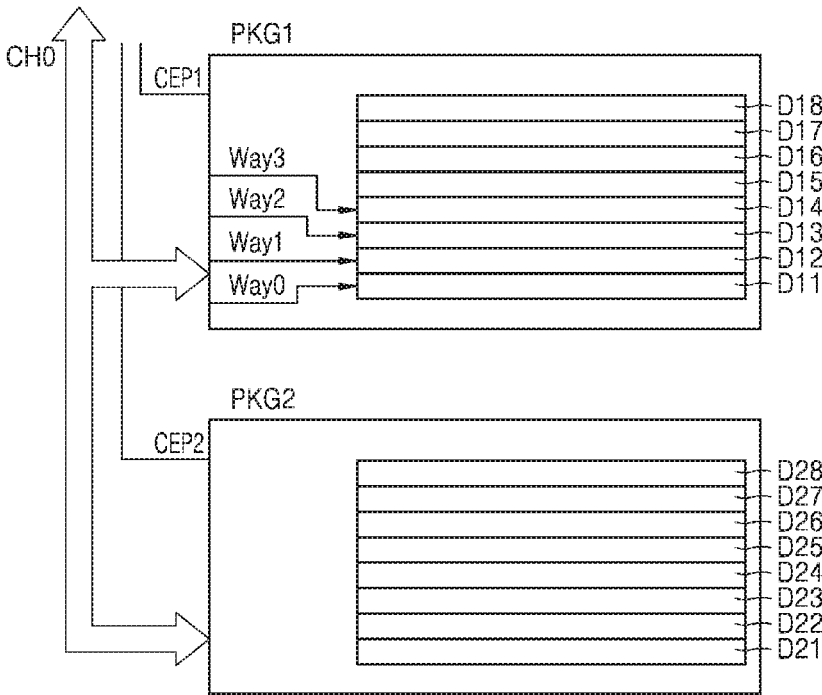 CH0
PKG1
CEP1
Way3
Way2
Way1
Way0
D18
D17
D16
D15
D14
D13
D12
D11
PKG2
CEP2
D28
D27
D26
D25
D24
D23
D22
D21